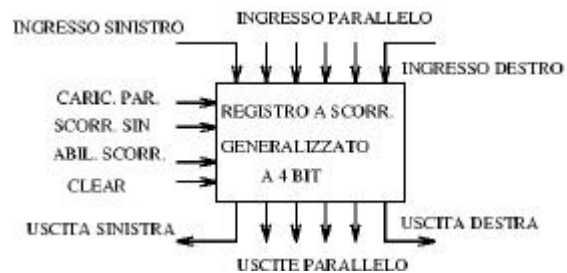 INGRESSO SINISTRO
INGRESSO PARALLELO
INGRESSO DESTRO
CARIC. PAR.
SCORR. SIN
ABIL. SCORR.
CLEAR
REGISTRO A SCORR.
GENERALIZZATO
A 4 BIT
USCITA SINISTRA
USCITA DESTRA
USCITE PARALLELO